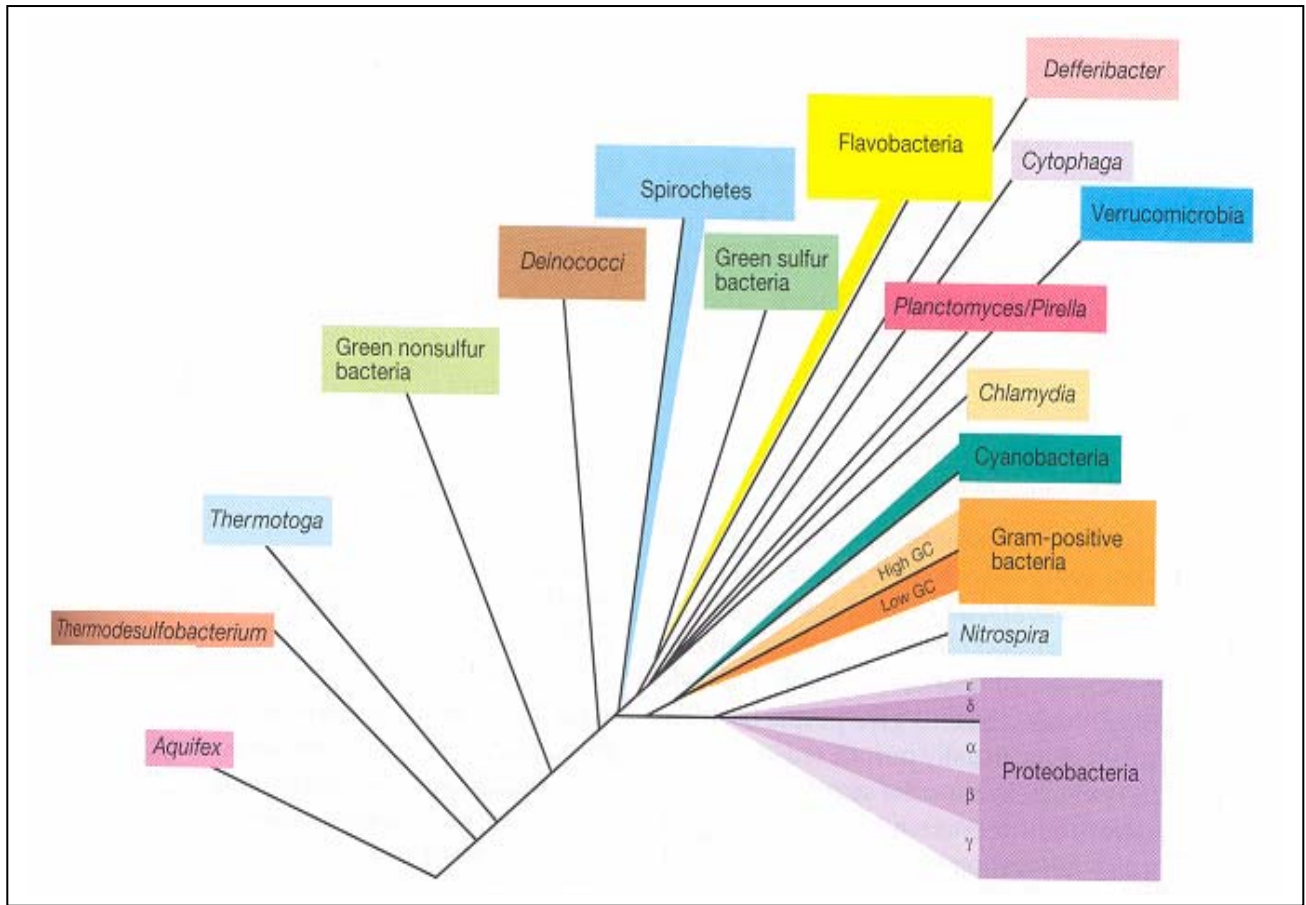 Defferibacter
Flavobacteria
Cytophaga
Spirochetes
Verrucomicrobia
Deinococci
Green sulfur
bacteria
Planctomyces/Pirella
Green nonsulfur
bacteria
Chlamydia
Cyanobacteria
Thermotoga
High GC
Gram-positive
bacteria
Low GC
Thermodesulfobacterium
Nitrospira
ε
δ
Aquifex
α
Proteobacteria
β
γ